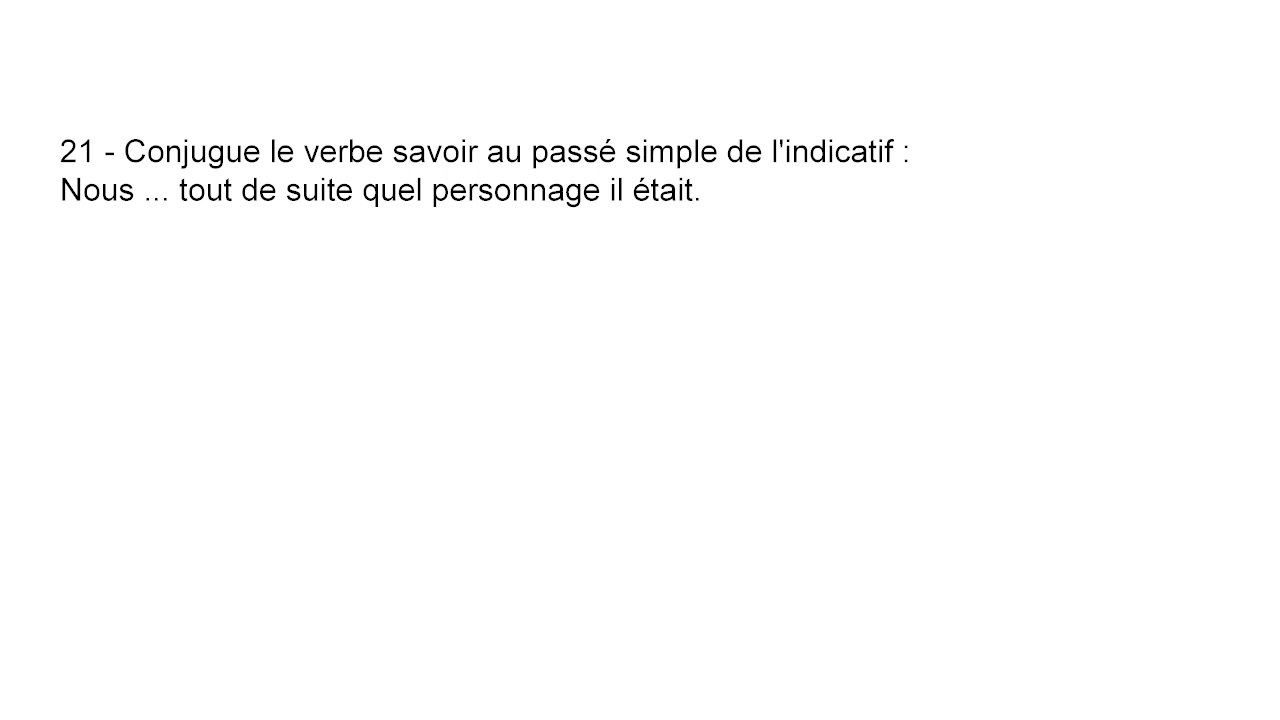 21 - Conjugue le verbe savoir au passé simple de l'indicatif :
Nous ... tout de suite quel personnage il était.